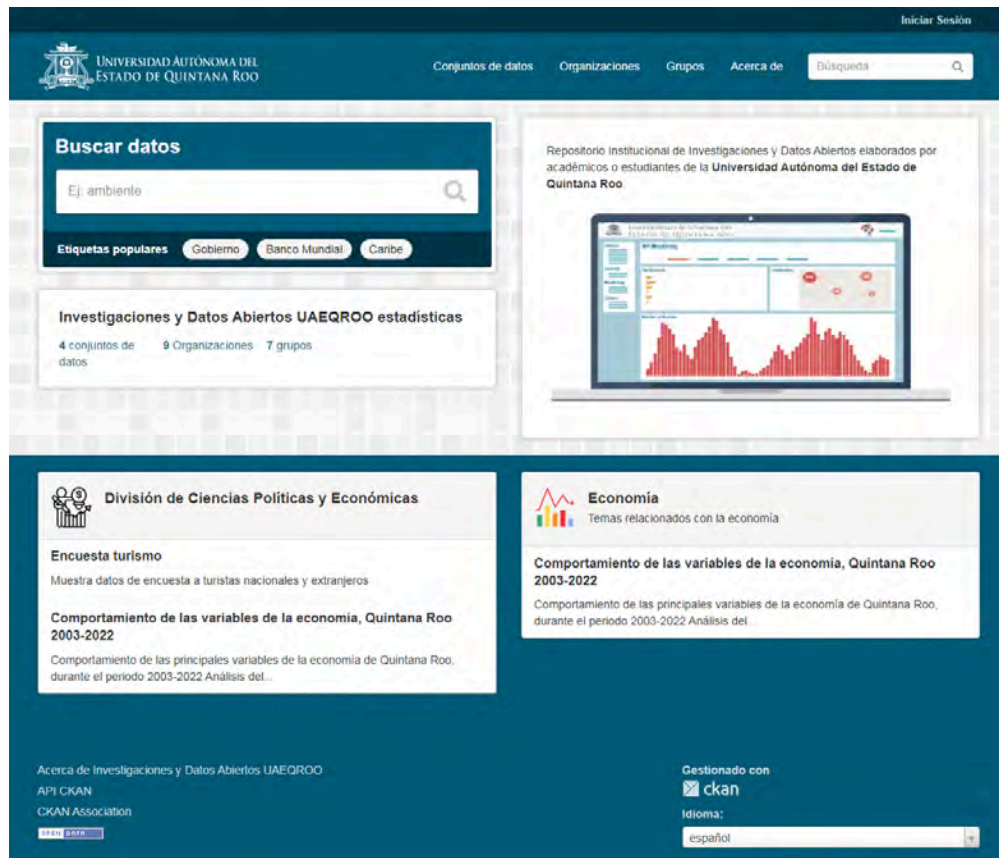 Iniciar Sesión
UNIVERSIDAD AUTÓNOMA DEL
ESTADO DE QUINTANA ROO
Conjuntos de datos Organizaciones Grupos Acerca de Búsqueda
Buscar datos
Ej: ambiente
Etiquetas populares Gobierno Banco Mundial Caribe
Investigaciones y Datos Abiertos UAEQROO estadísticas
4 conjuntos de
datos
9 Organizaciones 7 grupos
Repositorio Institucional de Investigaciones y Datos Abiertos elaborados por
académicos o estudiantes de la Universidad Autónoma del Estado de
Quintana Roo
División de Ciencias Políticas y Económicas
Encuesta turismo
Muestra datos de encuesta a turistas nacionales y extranjeros
Comportamiento de las variables de la economía, Quintana Roo
2003-2022
Comportamiento de las principales variables de la economía de Quintana Roo,
durante el periodo 2003-2022 Análisis del...
Economía
Temas relacionados con la economía
Comportamiento de las variables de la economía, Quintana Roo
2003-2022
Comportamiento de las principales variables de la economía de Quintana Roo,
durante el periodo 2003-2022 Análisis del...
Acerca de Investigaciones y Datos Abiertos UAEQROO
API CKAN
CKAN Association
OPEN DATA
Gestionado con
ckan
Idioma:
español